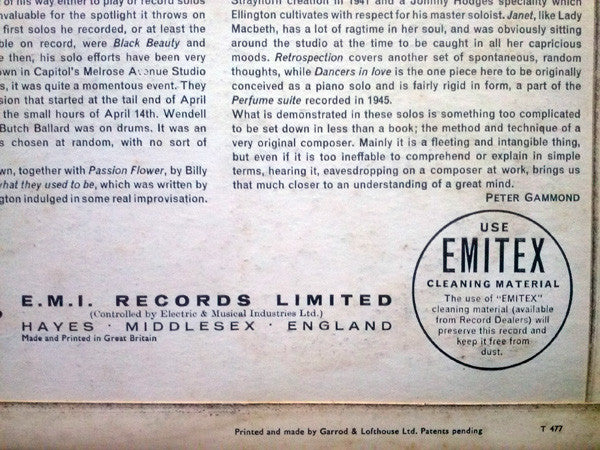 of his way either to play or record solos
valuable for the spotlight it throws on
first solos he recorded, or at least the
ble on record, were Black Beauty and
e then, his solo efforts have been very
own in Capitol's Melrose Avenue Studio
s, it was quite a momentous event. They
sion that started at the tail end of April
the small hours of April 14th. Wendell
Butch Ballard was on drums. It was an
s chosen at random, with no sort of
wn, together with Passion Flower, by Billy
what they used to be, which was written by
ngton indulged in some real improvisation.
Strayhorn creation in 1941 and a Johnny Hodges speciality which
Ellington cultivates with respect for his master soloist. Janet, like Lady
Macbeth, has a lot of ragtime in her soul, and was obviously sitting
around the studio at the time to be caught in all her capricious
moods. Retrospection covers another set of spontaneous, random
thoughts, while Dancers in love is the one piece here to be originally
conceived as a piano solo and is fairly rigid in form, a part of the
Perfume suite recorded in 1945.
What is demonstrated in these solos is something too complicated
to be set down in less than a book; the method and technique of a
very original composer. Mainly it is a fleeting and intangible thing,
but even if it is too ineffable to comprehend or explain in simple
terms, hearing it, eavesdropping on a composer at work, brings us
that much closer to an understanding of a great mind.
PETER GAMMOND
USE
EMITEX
CLEANING MATERIAL
The use of "EMITEX"
cleaning material (available
from Record Dealers) will
preserve this record and
keep it free from
dust.
E.M.I. RECORDS LIMITED
(Controlled by Electric & Musical Industries Ltd.)
HAYES · MIDDLESEX · ENGLAND
Made and Printed in Great Britain
Printed and made by Garrod & Lofthouse Ltd. Patents pending
T 477